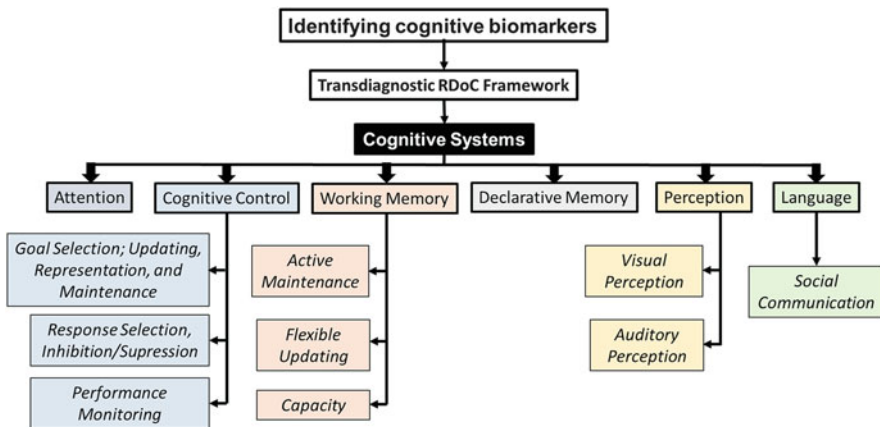 Identifying cognitive biomarkers
Transdiagnostic RDoC Framework
Cognitive Systems
Attention
Cognitive Control
Working Memory
Declarative Memory
Perception
Language
Goal Selection; Updating,
Representation, and
Maintenance
Response Selection,
Inhibition/Supression
Performance
Monitoring
Active
Maintenance
Flexible
Updating
Capacity
Visual
Perception
Auditory
Perception
Social
Communication